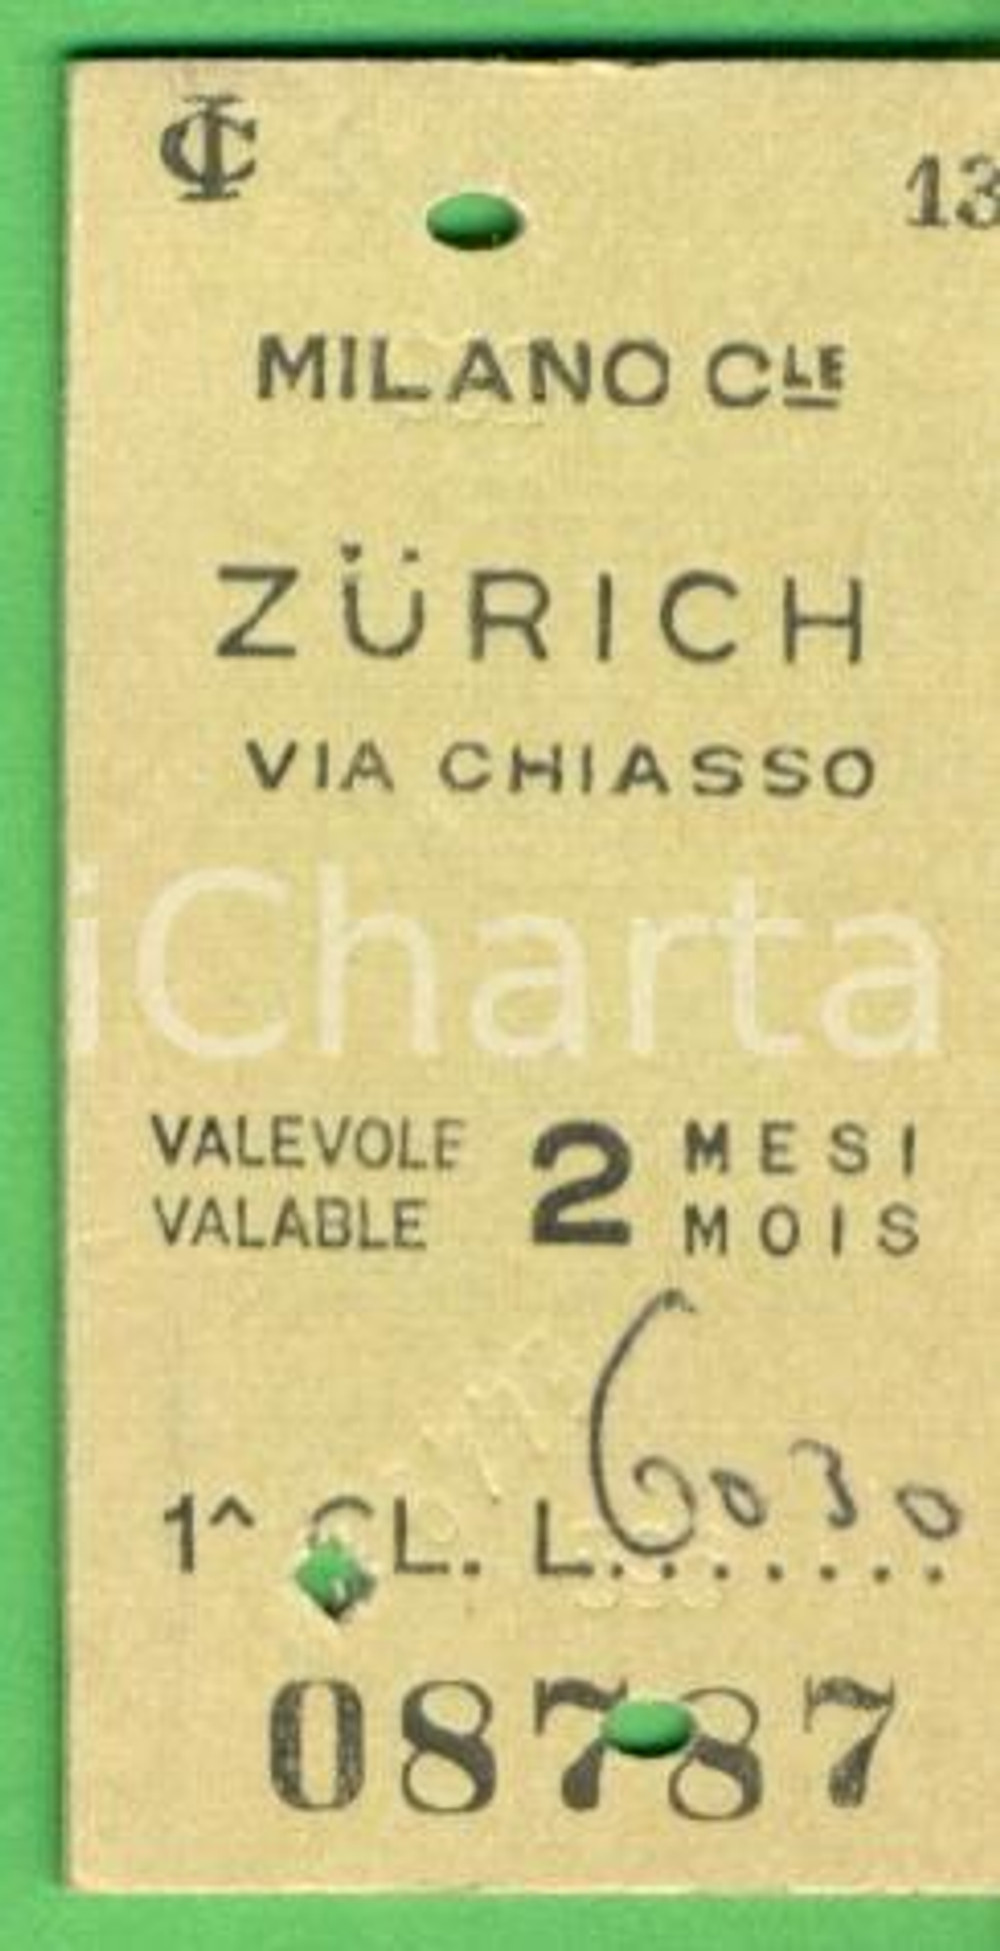 CI 13
MILANO CLE
ZÜRICH
VIA CHIASSO
iCharta
VALEVOLE 2 MESI
VALABLE MOIS
6030
1^ CL. L........
08787